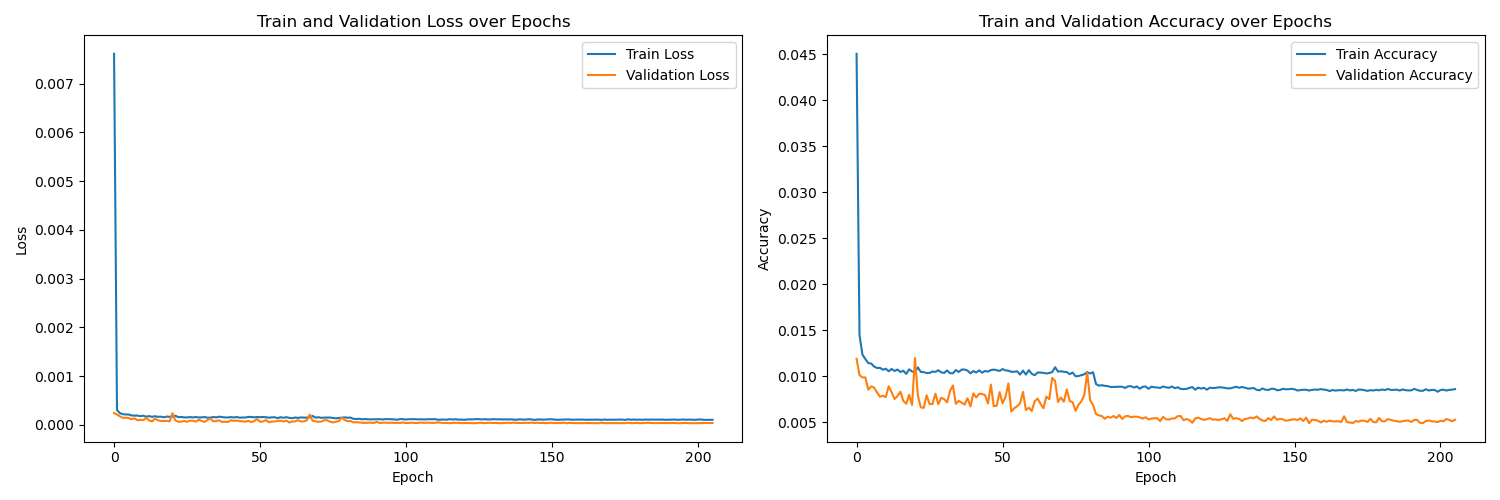 Train and Validation Loss over Epochs
Train Loss
Validation Loss
0.007
0.006
0.005
0.004
0.003
0.002
0.001
0.000
Loss
0
50
100
150
200
Epoch
Train and Validation Accuracy over Epochs
Train Accuracy
Validation Accuracy
0.045
0.040
0.035
0.030
0.025
0.020
0.015
0.010
0.005
Accuracy
0
50
100
150
200
Epoch